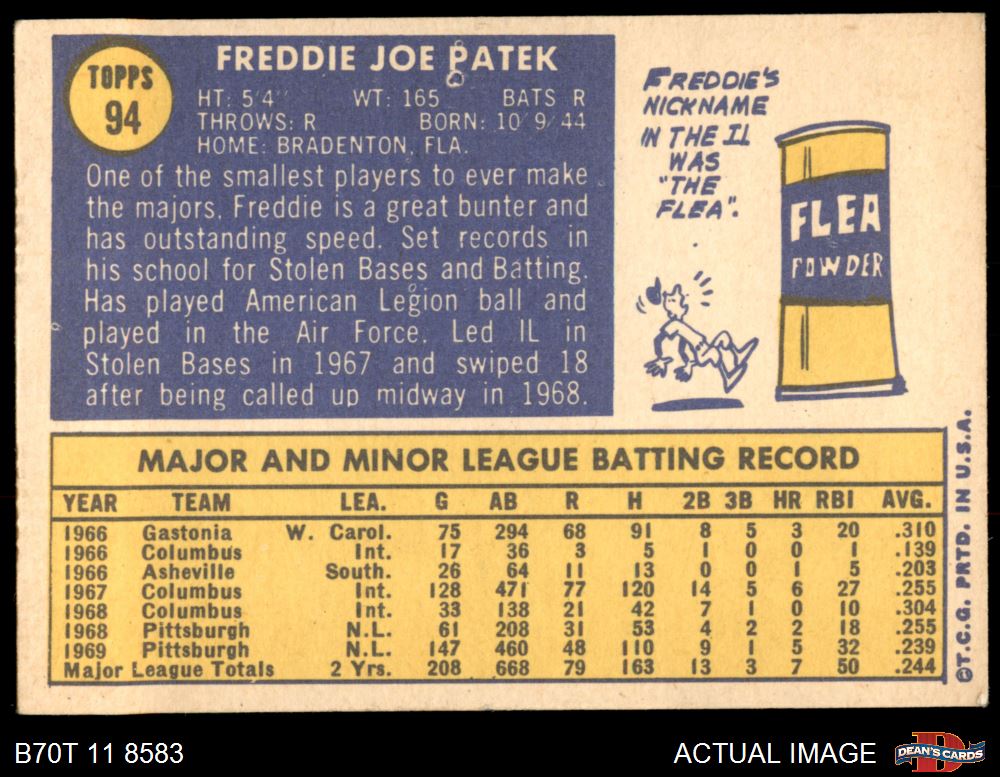 TOPPS
94
FREDDIE JOE PATEK
HT: 5'4" WT: 165 BATS R
THROWS: R BORN: 10/9/44
HOME: BRADENTON, FLA.
One of the smallest players to ever make
the majors, Freddie is a great bunter and
has outstanding speed. Set records in
his school for Stolen Bases and Batting.
Has played American Legion ball and
played in the Air Force. Led IL in
Stolen Bases in 1967 and swiped 18
after being called up midway in 1968.
FREDDIE'S
NICKNAME
IN THE IL
WAS
"THE
FLEA".
FLEA
POWDER
MAJOR AND MINOR LEAGUE BATTING RECORD
YEAR TEAM LEA. G AB R H 2B 3B HR RBI AVG.
1966 Gastonia W. Carol. 75 294 68 91 8 5 3 20 .310
1966 Columbus Int. 17 36 3 5 1 0 0 1 .139
1966 Asheville South. 26 64 11 13 0 0 1 5 .203
1967 Columbus Int. 128 471 77 120 14 5 6 27 .255
1968 Columbus Int. 33 138 21 42 7 1 0 10 .304
1968 Pittsburgh N.L. 61 208 31 53 4 2 2 18 .255
1969 Pittsburgh N.L. 147 460 48 110 9 1 5 32 .239
Major League Totals 2 Yrs. 208 668 79 163 13 3 7 50 .244
©T.C.G. PRTD. IN U.S.A.
B70T 11 8583
ACTUAL IMAGE
D
DEAN'S CARDS